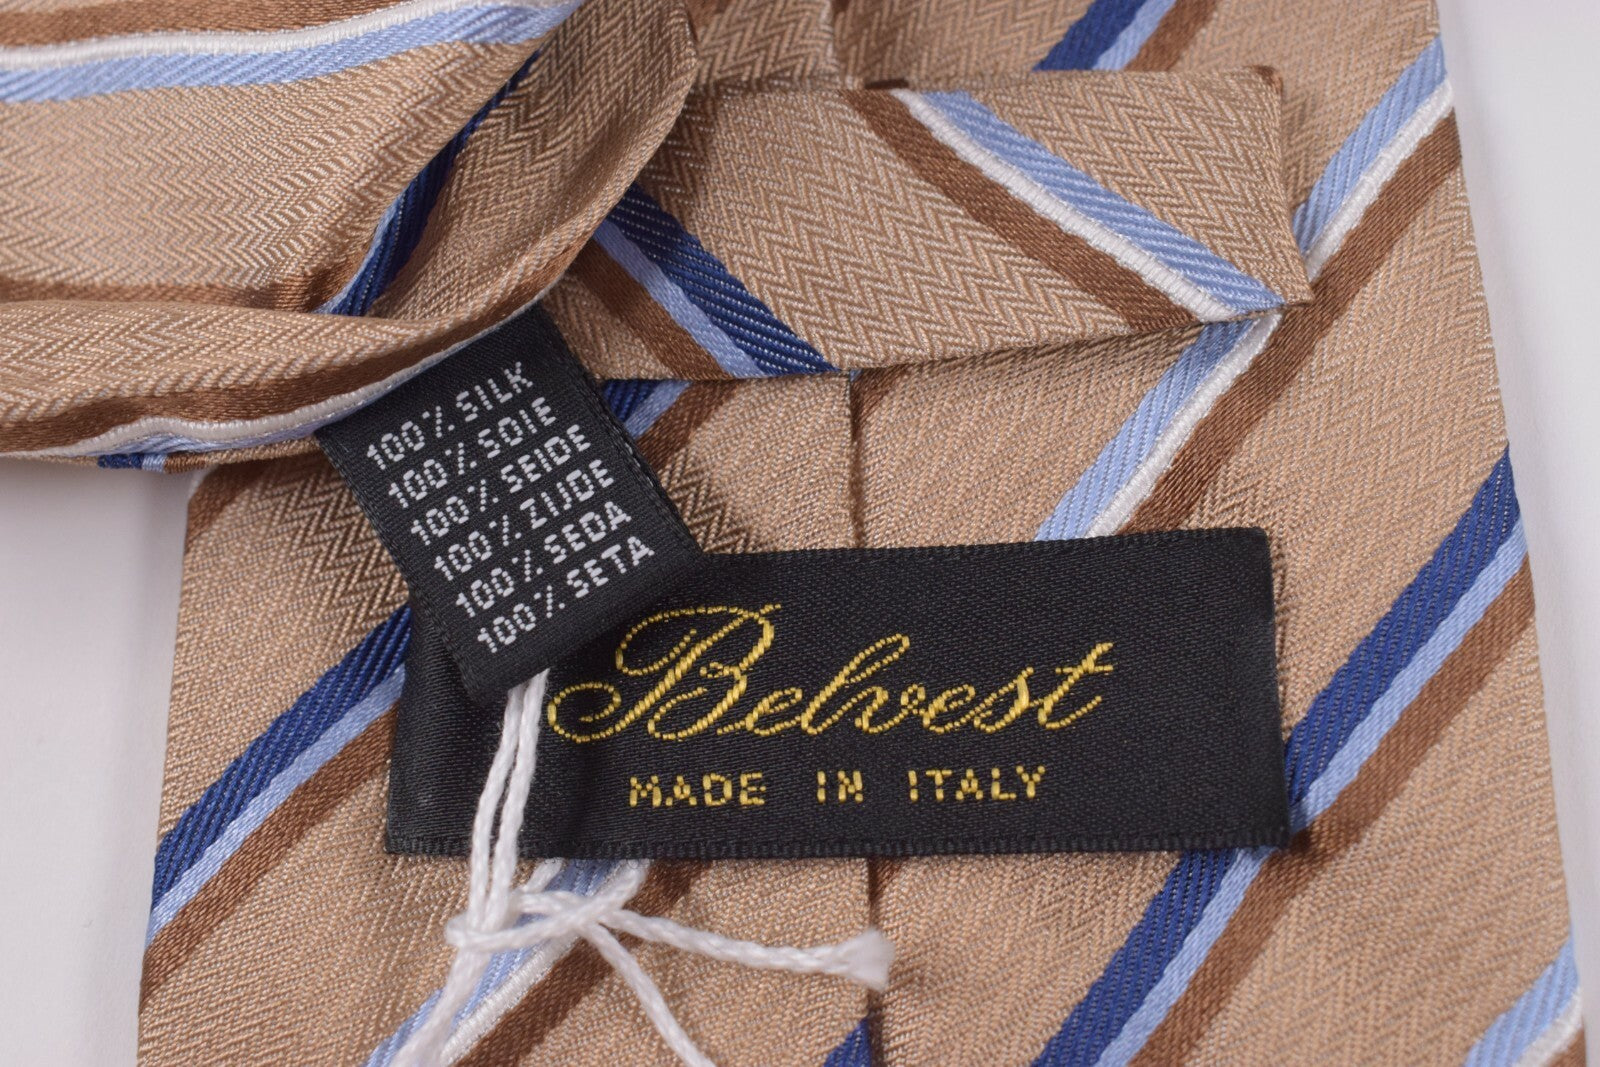 100% SILK
100% SOIE
100% SEIDE
100% ZIJDE
100% SEDA
100% SETA
Belvest
MADE IN ITALY